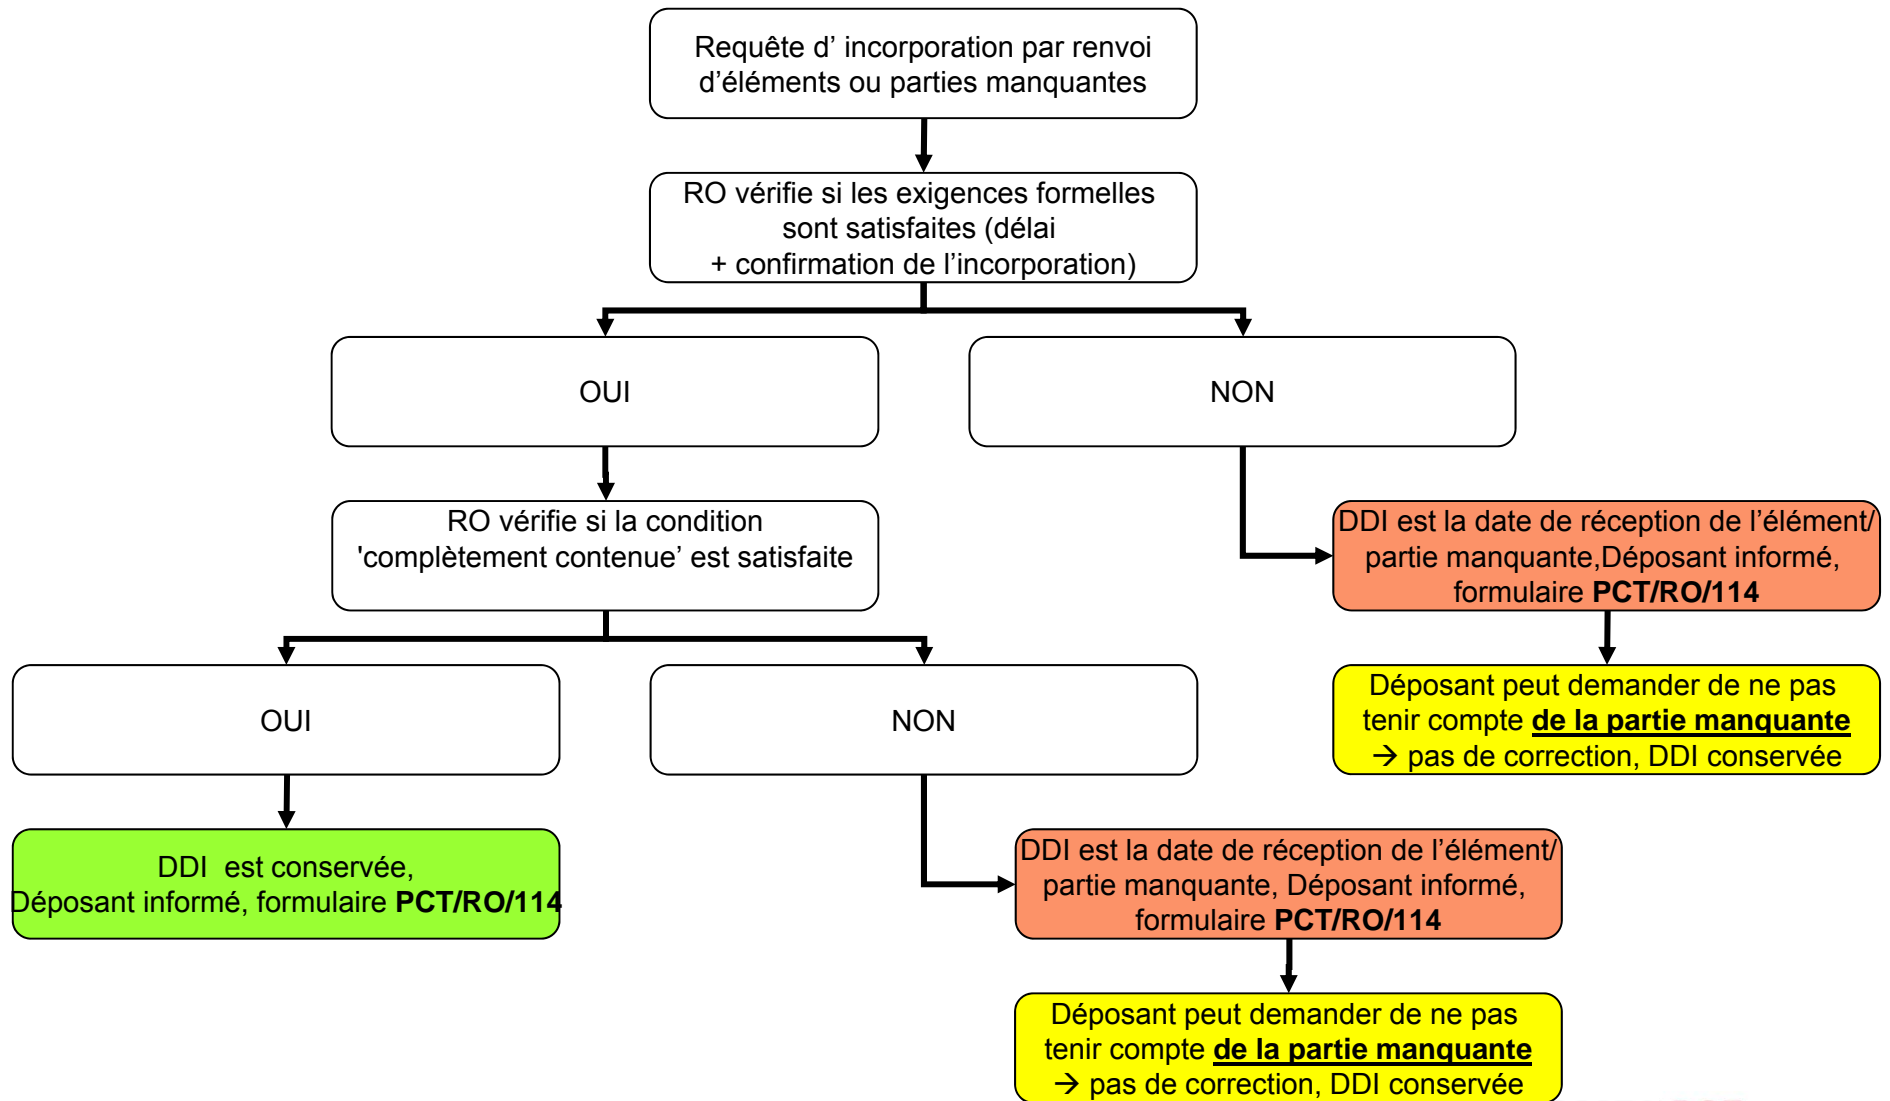 Requête d' incorporation par renvoi
d'éléments ou parties manquantes
RO vérifie si les exigences formelles
sont satisfaites (délai
+ confirmation de l'incorporation)
OUI
NON
RO vérifie si la condition
'complètement contenue’ est satisfaite
DDI est la date de réception de l'élément/
partie manquante,Déposant informé,
formulaire PCT/RO/114
OUI
NON
Déposant peut demander de ne pas
tenir compte de la partie manquante
→ pas de correction, DDI conservée
DDI  est conservée,
Déposant informé, formulaire PCT/RO/114
DDI est la date de réception de l'élément/
partie manquante, Déposant informé,
formulaire PCT/RO/114
Déposant peut demander de ne pas
tenir compte de la partie manquante
→ pas de correction, DDI conservée